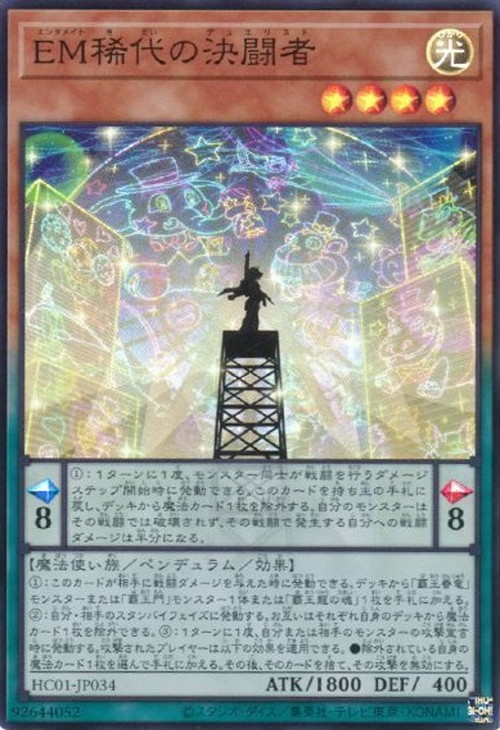 エンタメイト きだい デュエリスト
EM稀代の決闘者
光
8
8
①：1ターンに1度、モンスター同士が戦闘を行うダメージ
ステップ開始時に発動できる。このカードを持ち主の手札に
戻し、デッキから魔法カード1枚を除外する。自分のモンスターは
その戦闘では破壊されず、その戦闘で発生する自分への戦闘
ダメージは半分になる。
【魔法使い族／ペンデュラム／効果】
①：このカードが相手に戦闘ダメージを与えた時に発動できる。デッキから「覇王眷竜」
モンスターまたは「覇王門」モンスター1体または「覇王龍の魂」1枚を手札に加える。
②：自分・相手のスタンバイフェイズに発動する。お互いはそれぞれ自身のデッキから魔法
カード1枚を除外できる。③：1ターンに1度、自分または相手のモンスターの攻撃宣言
時に発動する。攻撃されたプレイヤーは以下の効果を適用できる。●除外されている自身の
魔法カード1枚を選んで手札に加える。その後、そのカードを捨て、その攻撃を無効にする。
HC01-JP034
ATK/1800 DEF/ 400
92644052
©スタジオ・ダイス／集英社・テレビ東京・KONAMI